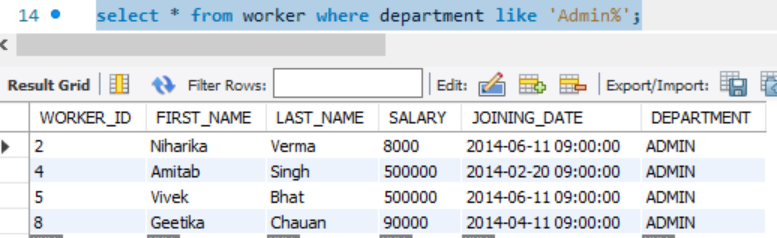 14 select * from worker where department like 'Admin%';
Result Grid Filter Rows: Edit: Export/Import:
WORKER_ID FIRST_NAME LAST_NAME SALARY JOINING_DATE DEPARTMENT
2 Niharika Verma 8000 2014-06-11 09:00:00 ADMIN
4 Amitab Singh 500000 2014-02-20 09:00:00 ADMIN
5 Vivek Bhat 500000 2014-06-11 09:00:00 ADMIN
8 Geetika Chauan 90000 2014-04-11 09:00:00 ADMIN